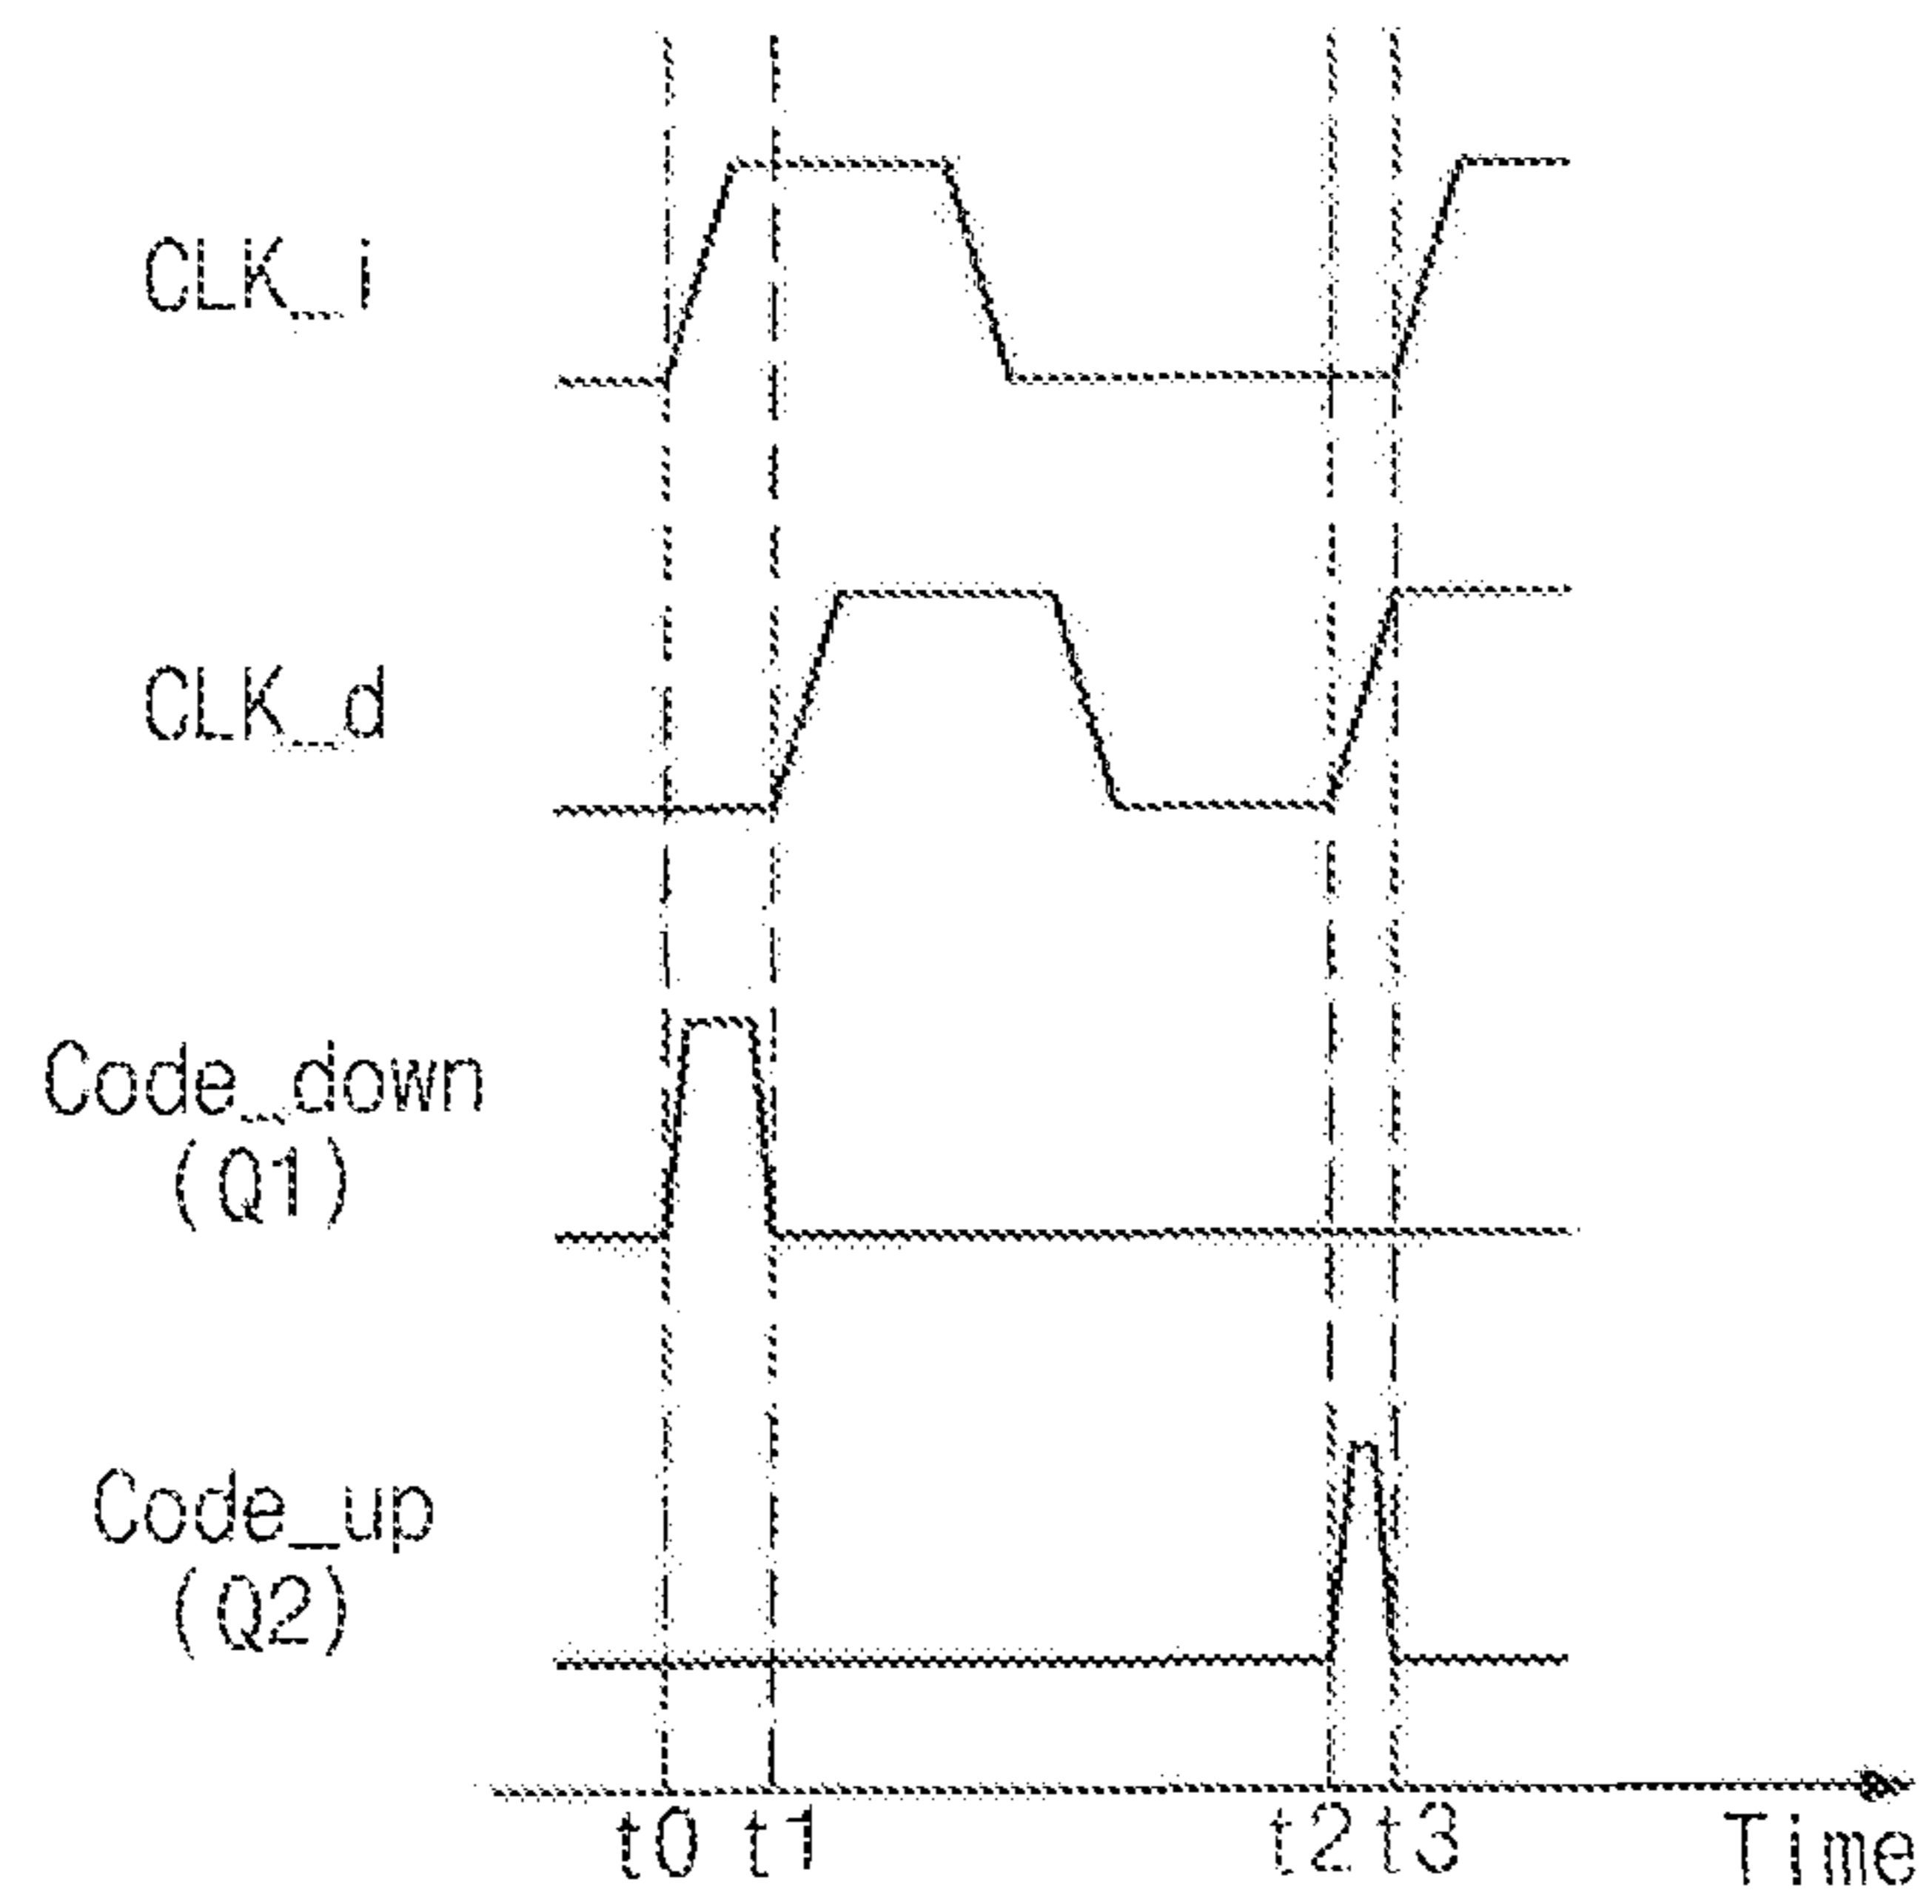 CLK_i
CLK_d
Code_down
(Q1)
Code_up
(Q2)
t0 t1 t2 t3 Time